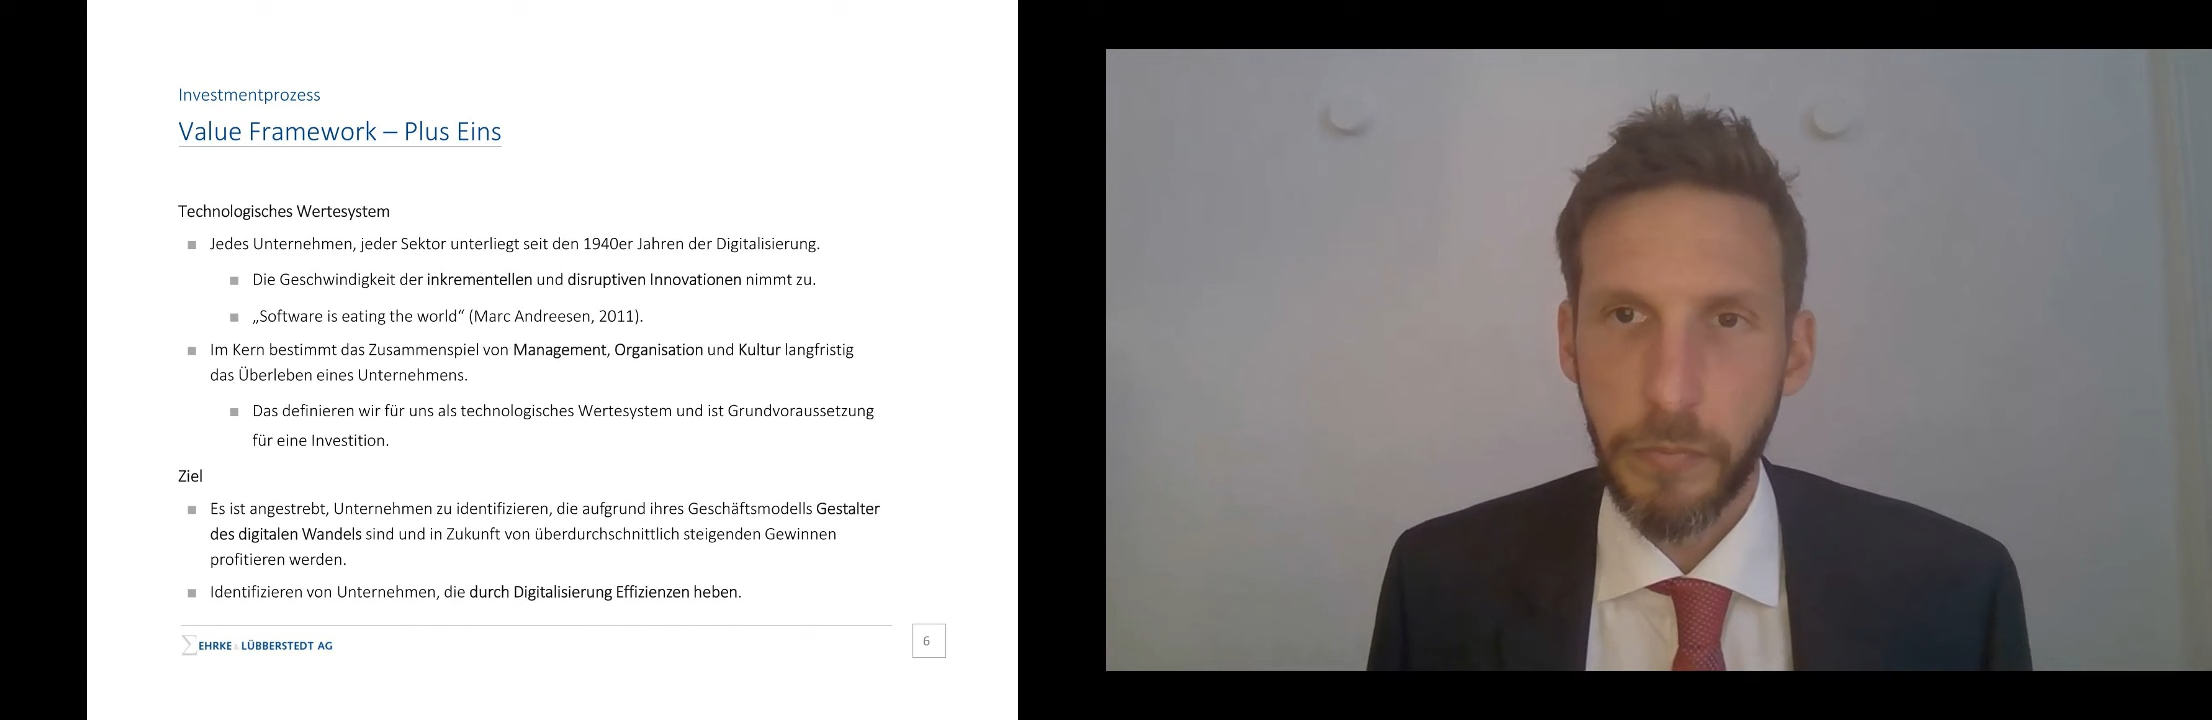 Investmentprozess
Value Framework – Plus Eins
Technologisches Wertesystem
Jedes Unternehmen, jeder Sektor unterliegt seit den 1940er Jahren der Digitalisierung.
Die Geschwindigkeit der inkrementellen und disruptiven Innovationen nimmt zu.
„Software is eating the world“ (Marc Andreesen, 2011).
Im Kern bestimmt das Zusammenspiel von Management, Organisation und Kultur langfristig
das Überleben eines Unternehmens.
Das definieren wir für uns als technologisches Wertesystem und ist Grundvoraussetzung
für eine Investition.
Ziel
Es ist angestrebt, Unternehmen zu identifizieren, die aufgrund ihres Geschäftsmodells Gestalter
des digitalen Wandels sind und in Zukunft von überdurchschnittlich steigenden Gewinnen
profitieren werden.
Identifizieren von Unternehmen, die durch Digitalisierung Effizienzen heben.
EHRKE & LÜBBERSTEDT AG
6